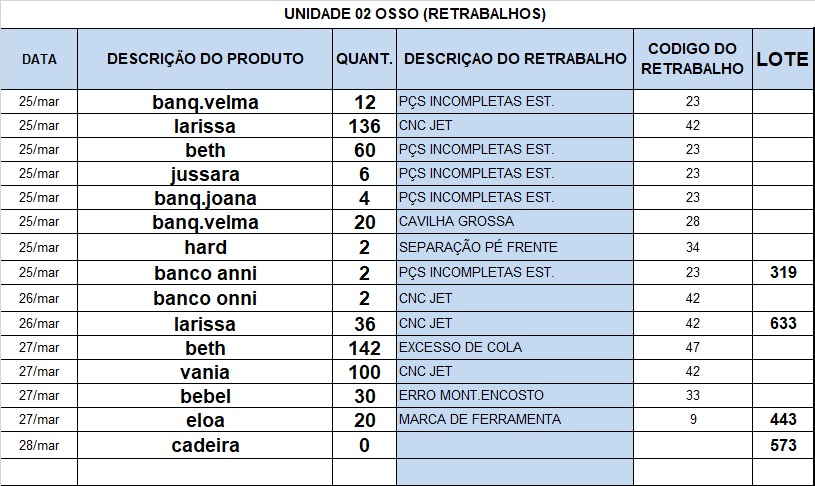 UNIDADE 02 OSSO (RETRABALHOS)
DATA DESCRIÇÃO DO PRODUTO QUANT. DESCRIÇAO DO RETRABALHO CODIGO DO RETRABALHO LOTE
25/mar banq.velma 12 PÇS INCOMPLETAS EST. 23
25/mar larissa 136 CNC JET 42
25/mar beth 60 PÇS INCOMPLETAS EST. 23
25/mar jussara 6 PÇS INCOMPLETAS EST. 23
25/mar banq.joana 4 PÇS INCOMPLETAS EST. 23
25/mar banq.velma 20 CAVILHA GROSSA 28
25/mar hard 2 SEPARAÇÃO PÉ FRENTE 34
25/mar banco anni 2 PÇS INCOMPLETAS EST. 23 319
26/mar banco onni 2 CNC JET 42
26/mar larissa 36 CNC JET 42 633
27/mar beth 142 EXCESSO DE COLA 47
27/mar vania 100 CNC JET 42
27/mar bebel 30 ERRO MONT.ENCOSTO 33
27/mar eloa 20 MARCA DE FERRAMENTA 9 443
28/mar cadeira 0 573